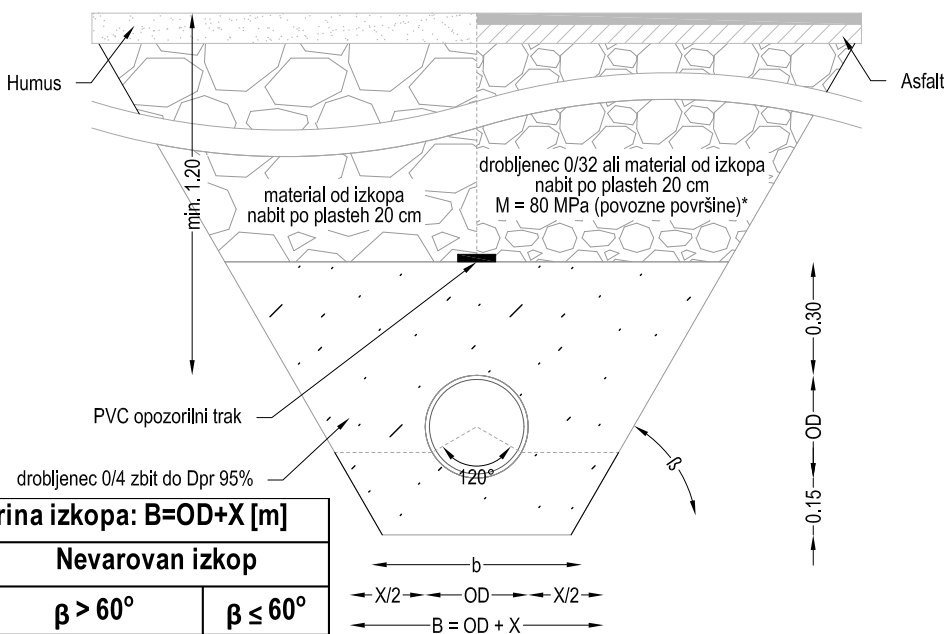 Humus
Asfalt
min. 1.20
material od izkopa
nabit po plasteh 20 cm
drobljenec 0/32 ali material od izkopa
nabit po plasteh 20 cm
M = 80 MPa (povozne površine)*
0.30
PVC opozorilni trak
OD
drobljenec 0/4 zbit do Dpr 95%
120°
ß
0.15
rina izkopa: B=OD+X [m]
Nevarovan izkop
β > 60°
β ≤ 60°
b
X/2
OD
X/2
B = OD + X